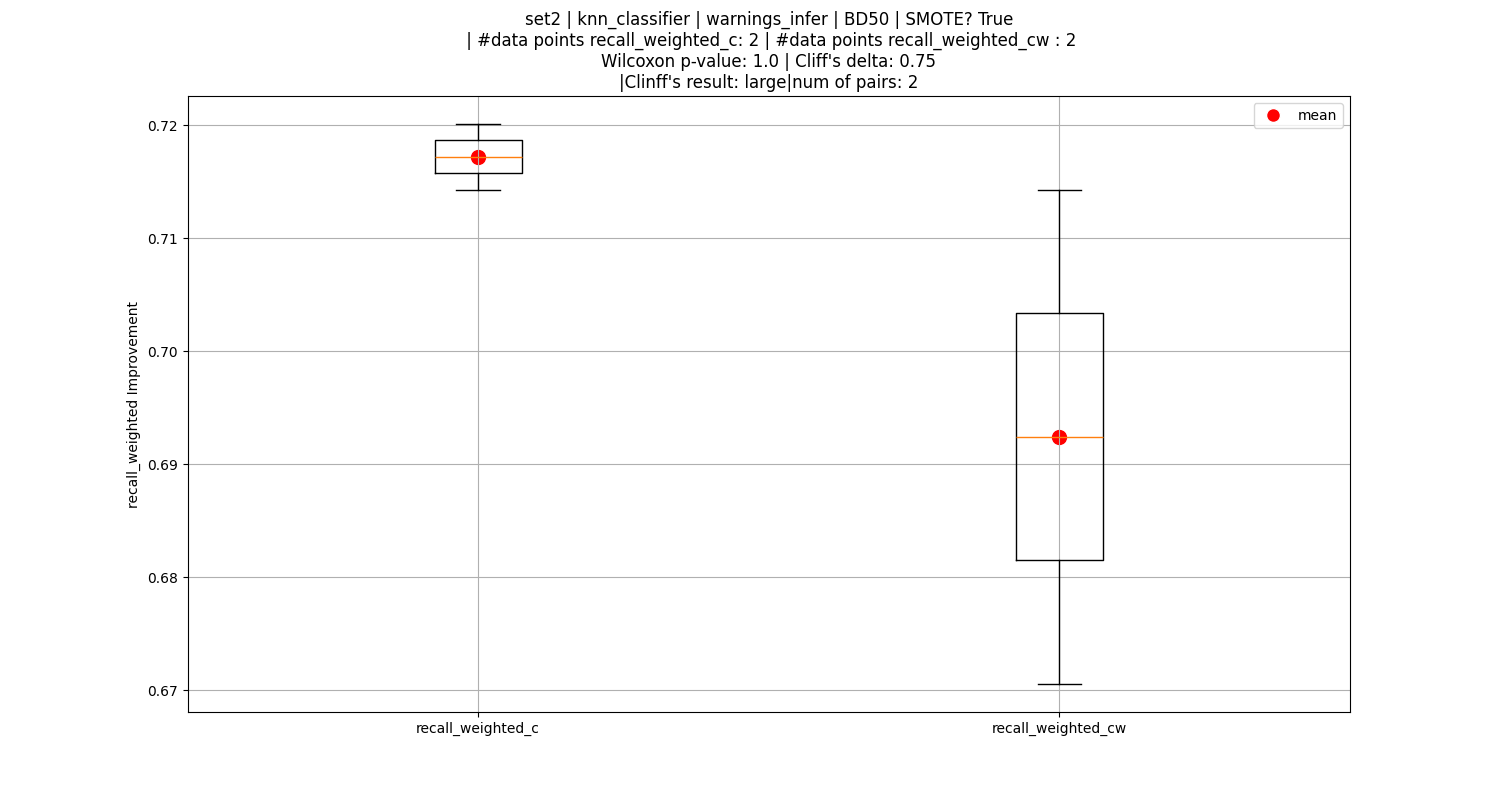 set2 | knn_classifier | warnings_infer | BD50 | SMOTE? True
| #data points recall_weighted_c: 2 | #data points recall_weighted_cw : 2
Wilcoxon p-value: 1.0 | Cliff's delta: 0.75
|Clinff's result: large|num of pairs: 2
mean
0.72
0.71
0.70
0.69
0.68
0.67
recall_weighted Improvement
recall_weighted_c
recall_weighted_cw